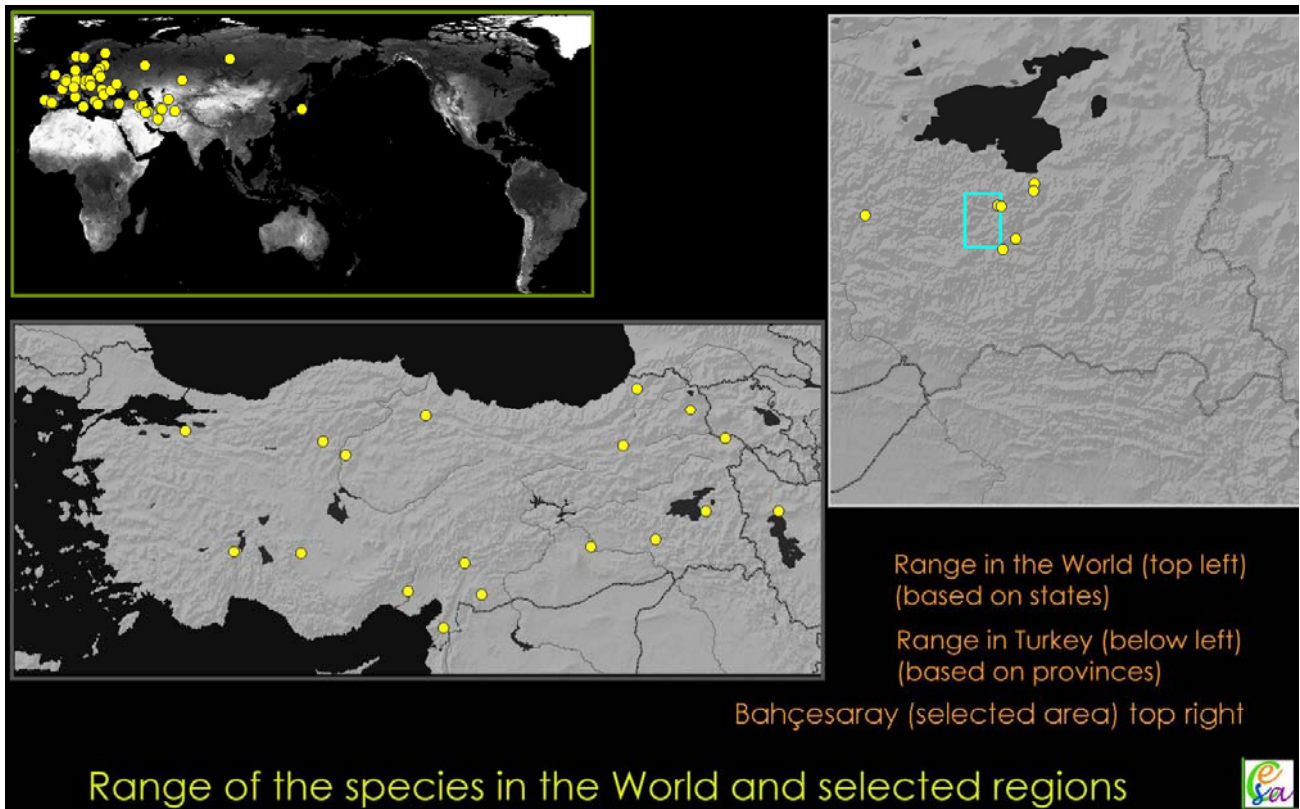 Range in the World (top left)
(based on states)
Range in Turkey (below left)
(based on provinces)
Bahçesaray (selected area) top right
Range of the species in the World and selected regions
esa